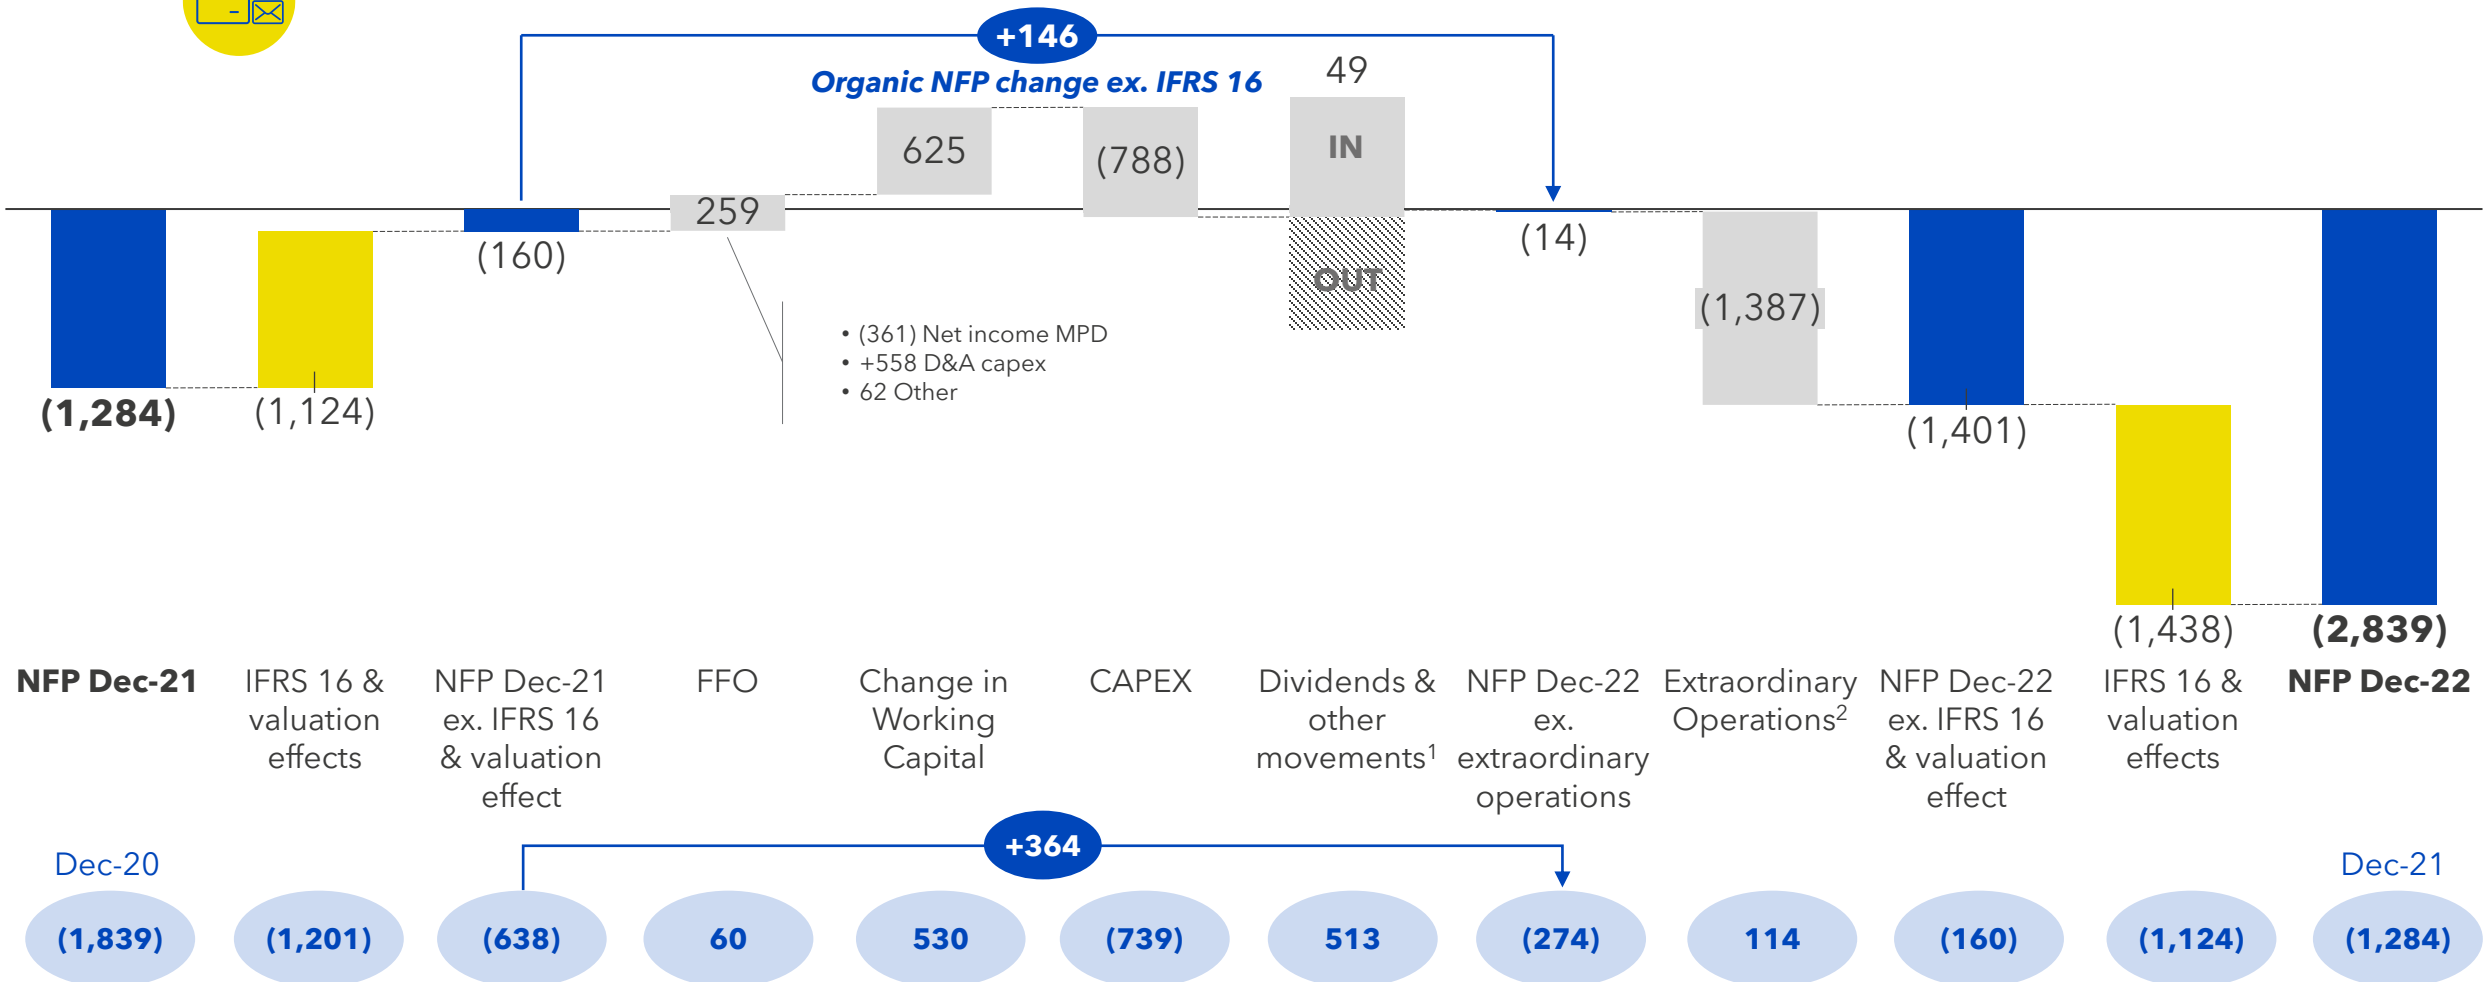 +146
Organic NFP change ex. IFRS 16
49
625
(788)
IN
259
(160)
(14)
OUT
(1,387)
• (361) Net income MPD
• +558 D&A capex
• 62 Other
(1,284)
(1,124)
(1,401)
(1,438)
(2,839)
NFP Dec-21
IFRS 16 &
valuation
effects
NFP Dec-21
ex. IFRS 16
& valuation
effect
FFO
Change in
Working
Capital
CAPEX
Dividends &
other
movements1
NFP Dec-22
ex.
extraordinary
operations
Extraordinary
Operations2
NFP Dec-22
ex. IFRS 16
& valuation
effect
IFRS 16 &
valuation
effects
NFP Dec-22
+364
Dec-20
Dec-21
(1,839)
(1,201)
(638)
60
530
(739)
513
(274)
114
(160)
(1,124)
(1,284)